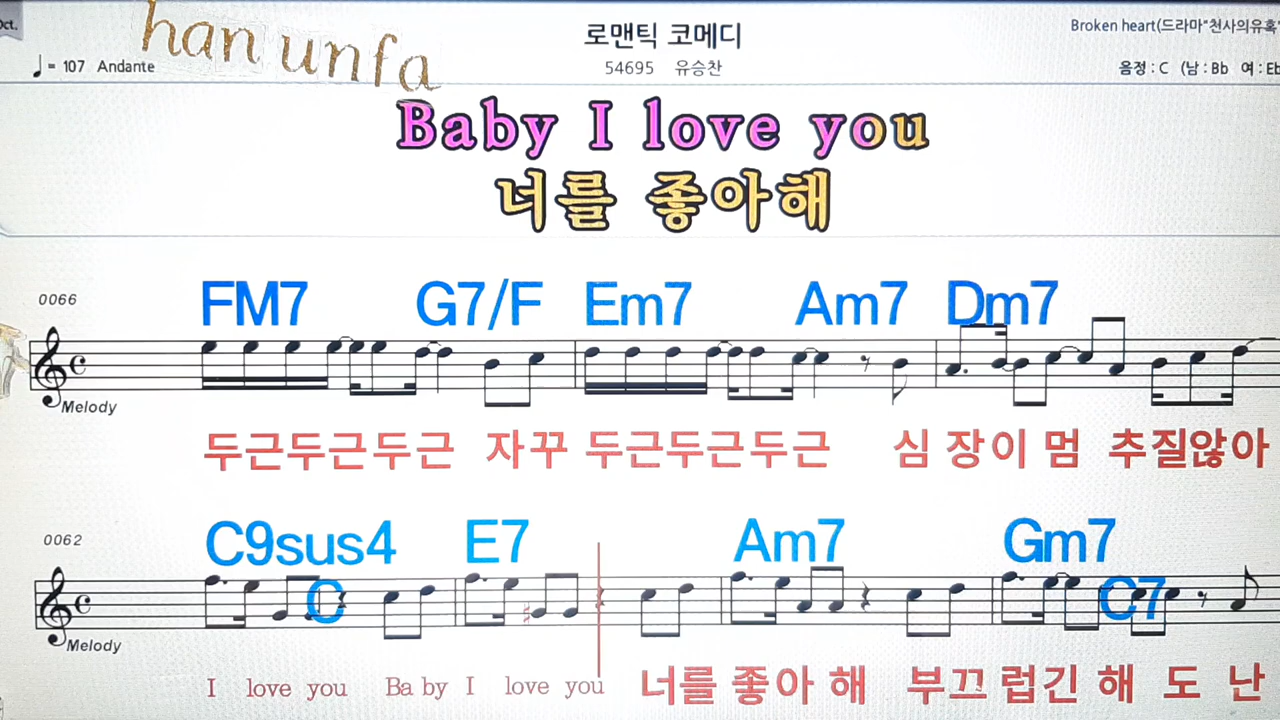 Oct.
han unfa
로맨틱 코메디
Broken heart(드라마"천사의유혹
♩= 107 Andante
54695 유승찬
음정 : C (남 : Bb 여 : Eb
Baby I love you
너를 좋아해
0066
FM7 G7/F Em7 Am7 Dm7
Melody
두근두근두근 자꾸 두근두근두근 심 장이 멈 추질않아
0062
C9sus4 C E7 Am7 Gm7 C7
Melody
I love you Ba by I love you 너를 좋아 해 부끄 럽긴 해 도 난